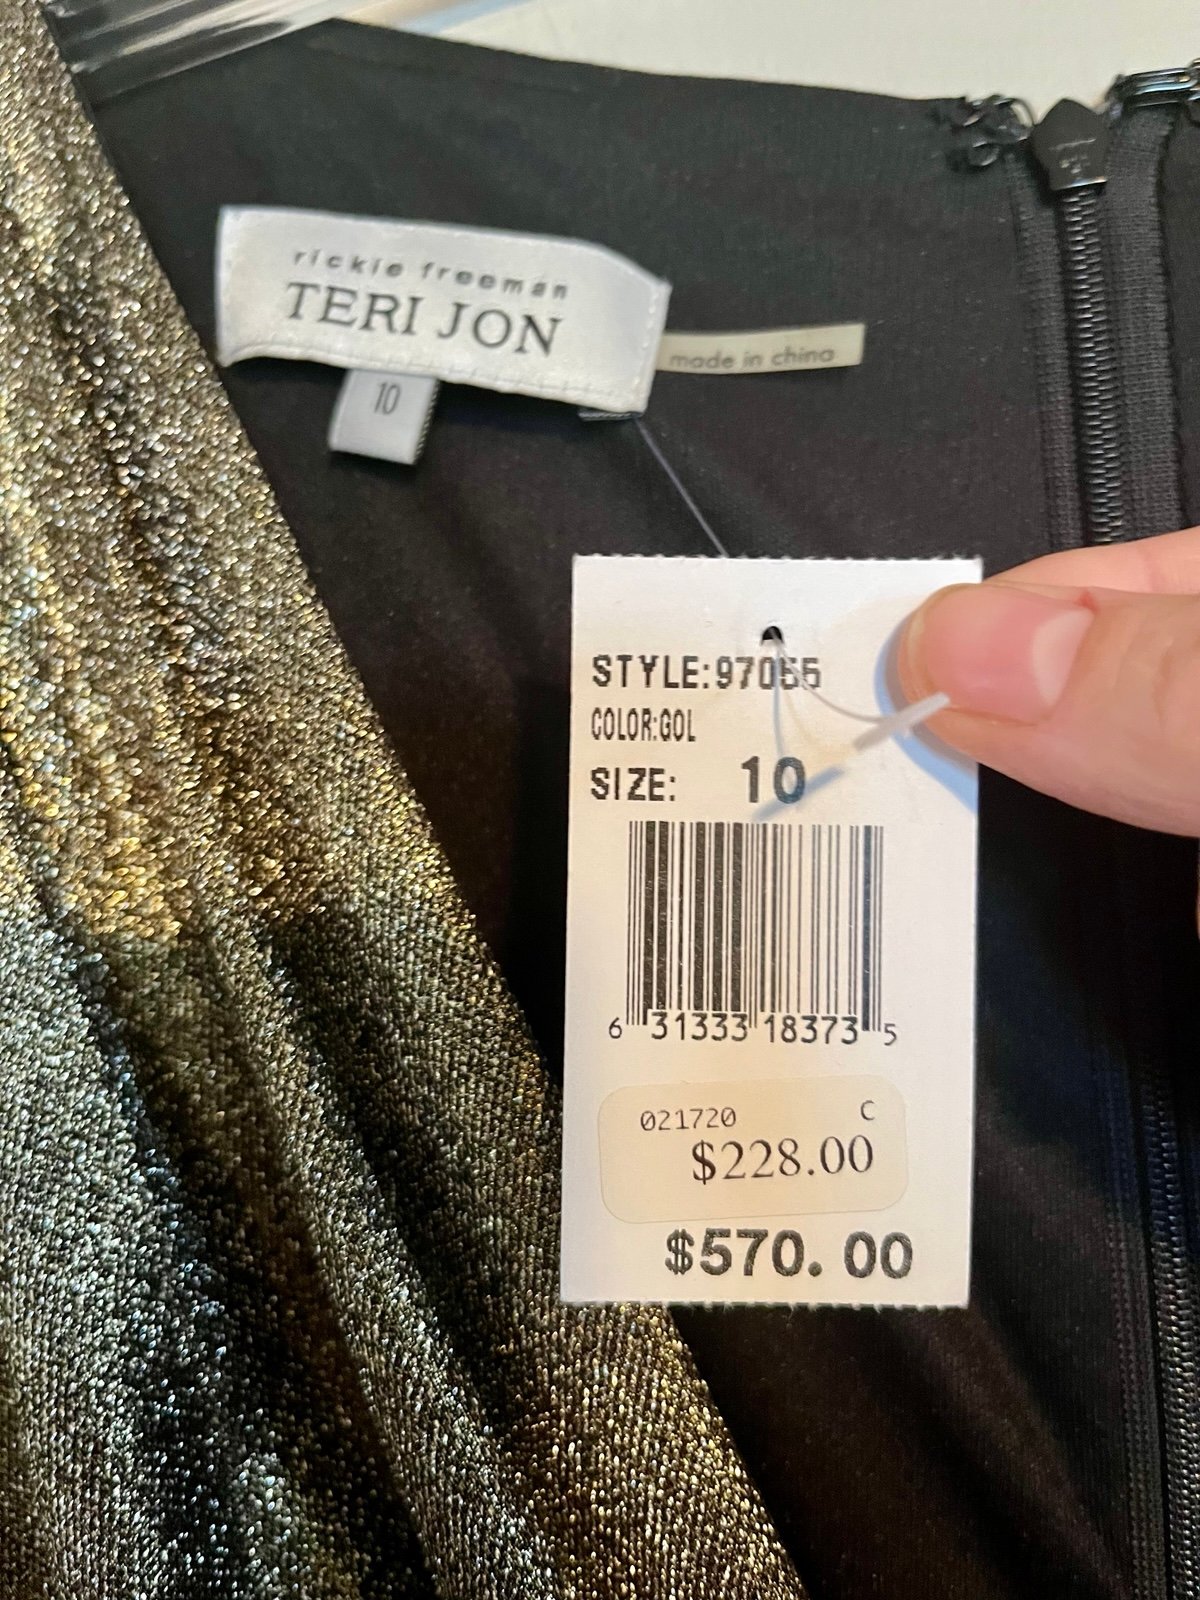 rickie freeman
TERI JON
made in china
10
STYLE:97055
COLOR:GOL
SIZE: 10
6 31333 18373 5
021720 C
$228.00
$570.00